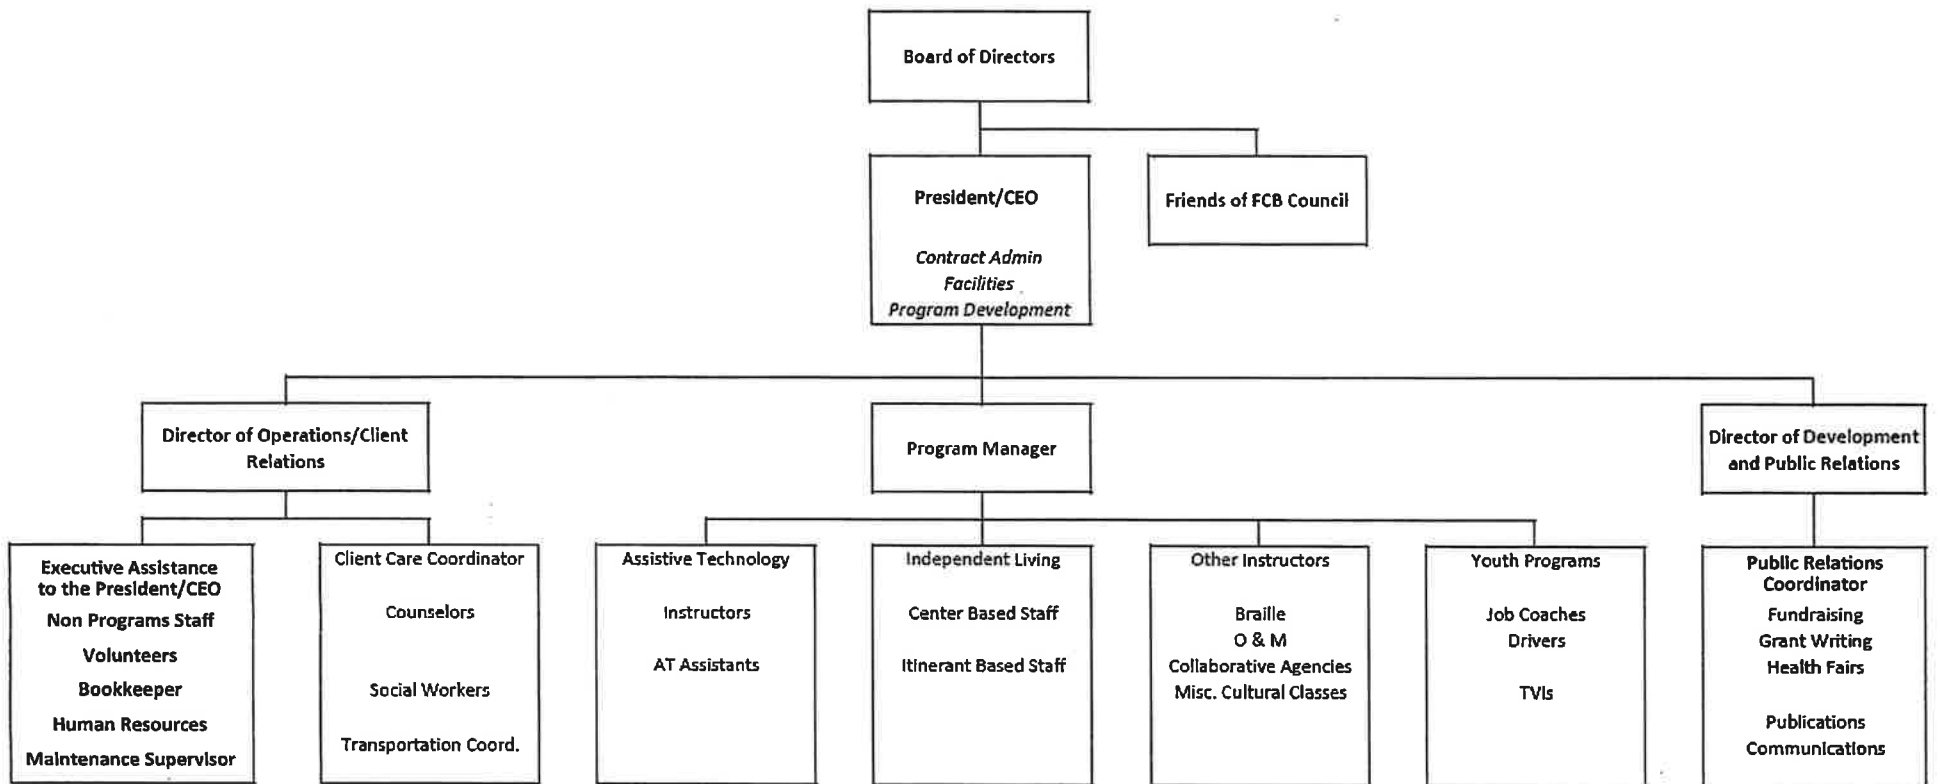 Board of Directors
President/CEO
Contract Admin
Facilities
Program Development
Friends of FCB Council
Director of Operations/Client
Relations
Program Manager
Director of Development
and Public Relations
Executive Assistance
to the President/CEO
Non Programs Staff
Volunteers
Bookkeeper
Human Resources
Maintenance Supervisor
Client Care Coordinator
Counselors
Social Workers
Transportation Coord.
Assistive Technology
Instructors
AT Assistants
Independent Living
Center Based Staff
Itinerant Based Staff
Other Instructors
Braille
O & M
Collaborative Agencies
Misc. Cultural Classes
Youth Programs
Job Coaches
Drivers
TVIs
Public Relations
Coordinator
Fundraising
Grant Writing
Health Fairs
Publications
Communications